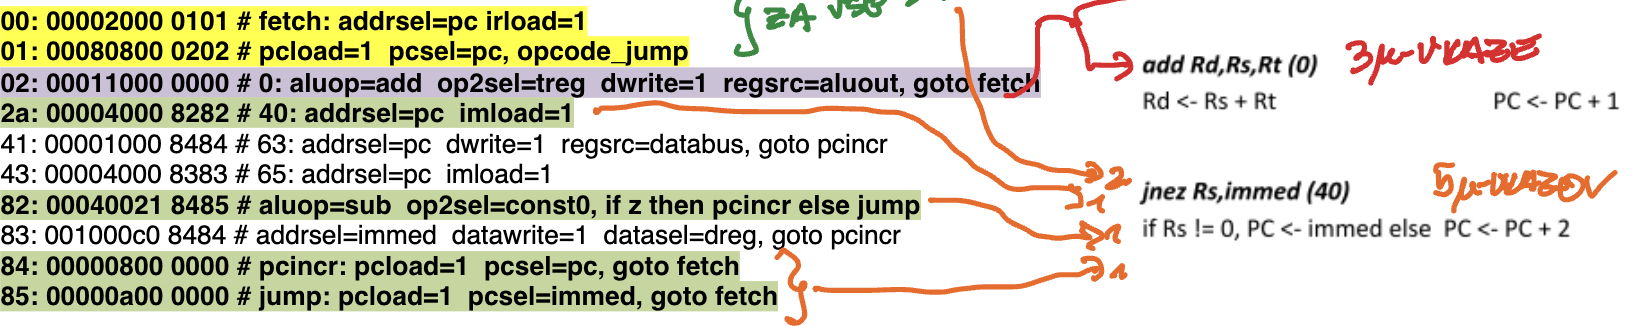 ZA VSE
00: 00002000 0101 # fetch: addrsel=pc irload=1
01: 00080800 0202 # pcload=1 pcsel=pc, opcode_jump
02: 00011000 0000 # 0: aluop=add op2sel=treg dwrite=1 regsrc=aluout, goto fetch
2a: 00004000 8282 # 40: addrsel=pc imload=1
41: 00001000 8484 # 63: addrsel=pc dwrite=1 regsrc=databus, goto pcincr
43: 00004000 8383 # 65: addrsel=pc imload=1
82: 00040021 8485 # aluop=sub op2sel=const0, if z then pcincr else jump
83: 001000c0 8484 # addrsel=immed datawrite=1 datasel=dreg, goto pcincr
84: 00000800 0000 # pcincr: pcload=1 pcsel=pc, goto fetch
85: 00000a00 0000 # jump: pcload=1 pcsel=immed, goto fetch
add Rd,Rs,Rt (0) 3μ-UKAZE
Rd <- Rs + Rt PC <- PC + 1
2
1
jnez Rs,immed (40) 5μ-UKAZOV
if Rs != 0, PC <- immed else PC <- PC + 2
1
1